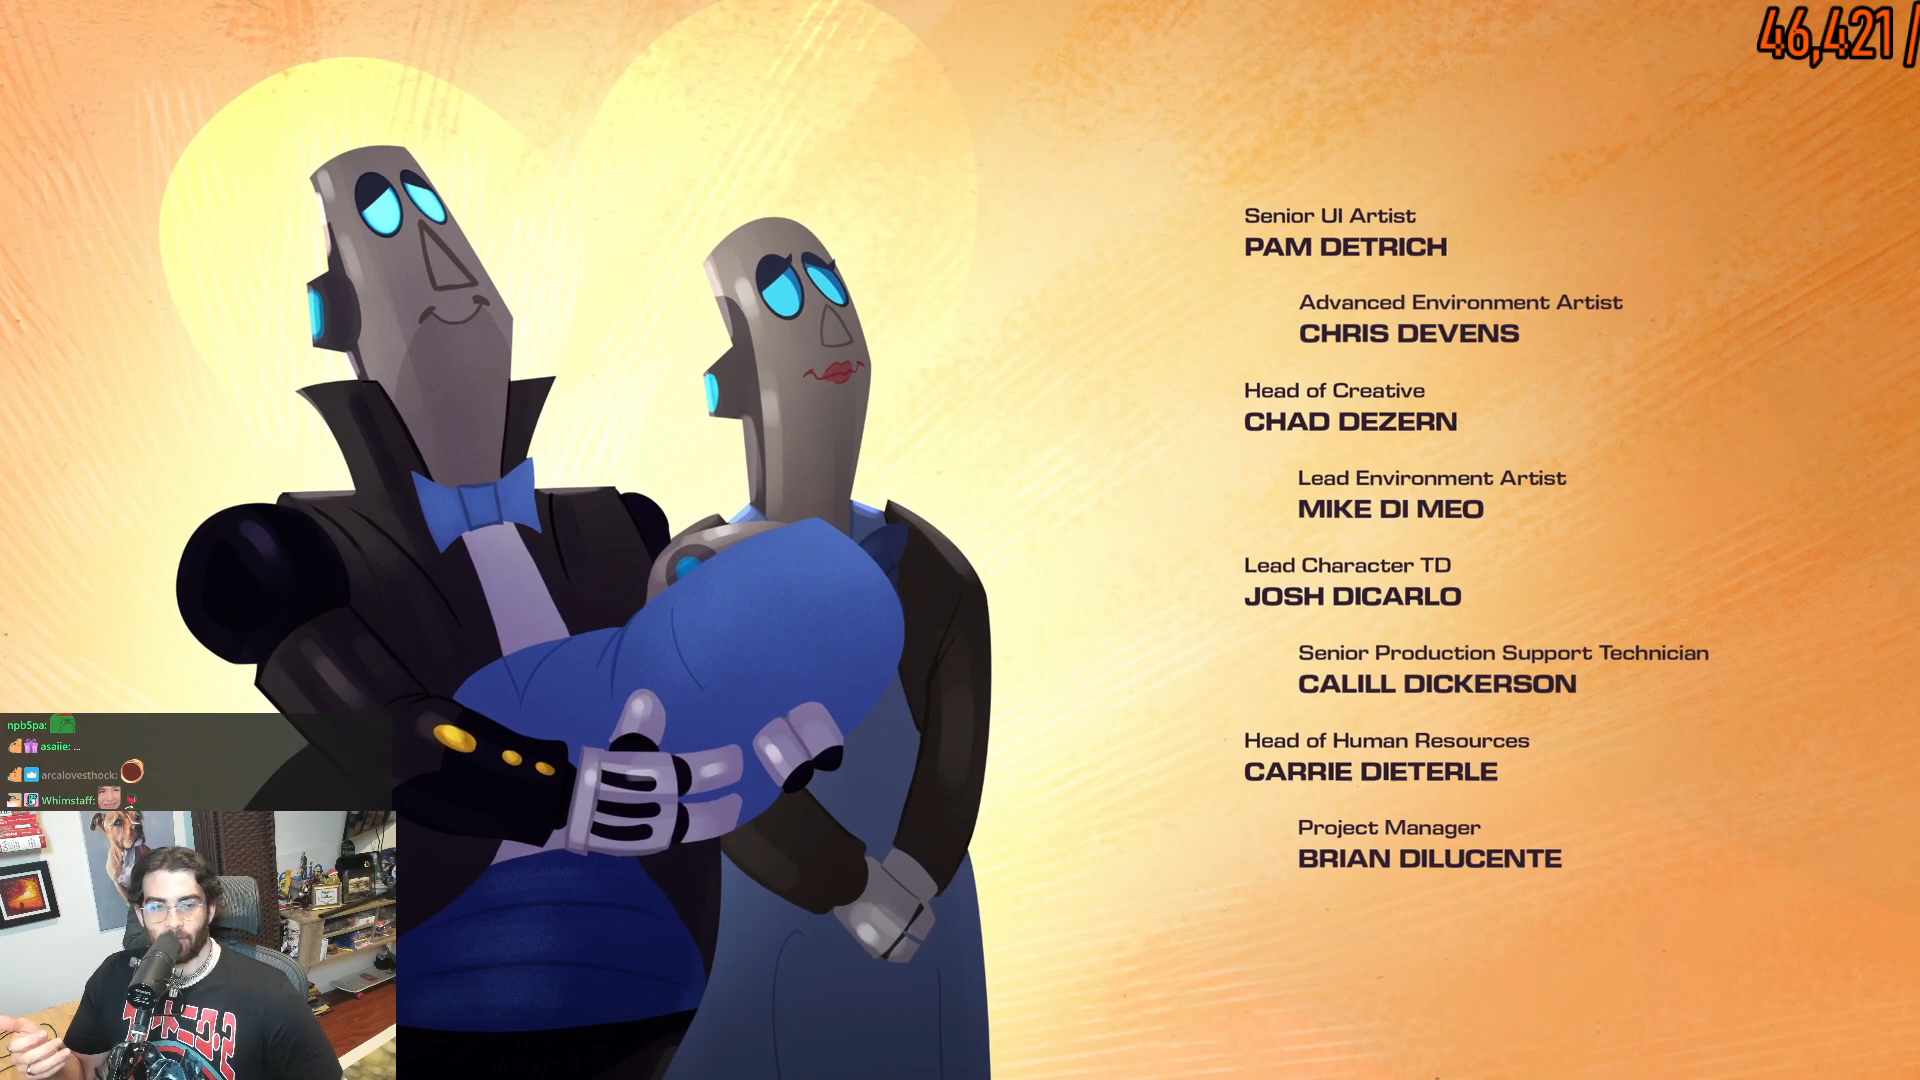 46,421 /
Senior UI Artist
PAM DETRICH
Advanced Environment Artist
CHRIS DEVENS
Head of Creative
CHAD DEZERN
Lead Environment Artist
MIKE DI MEO
Lead Character TD
JOSH DICARLO
Senior Production Support Technician
CALILL DICKERSON
Head of Human Resources
CARRIE DIETERLE
Project Manager
BRIAN DILUCENTE
npb5pa:
asaiie: ...
arcalovesthock:
Whimstaff: